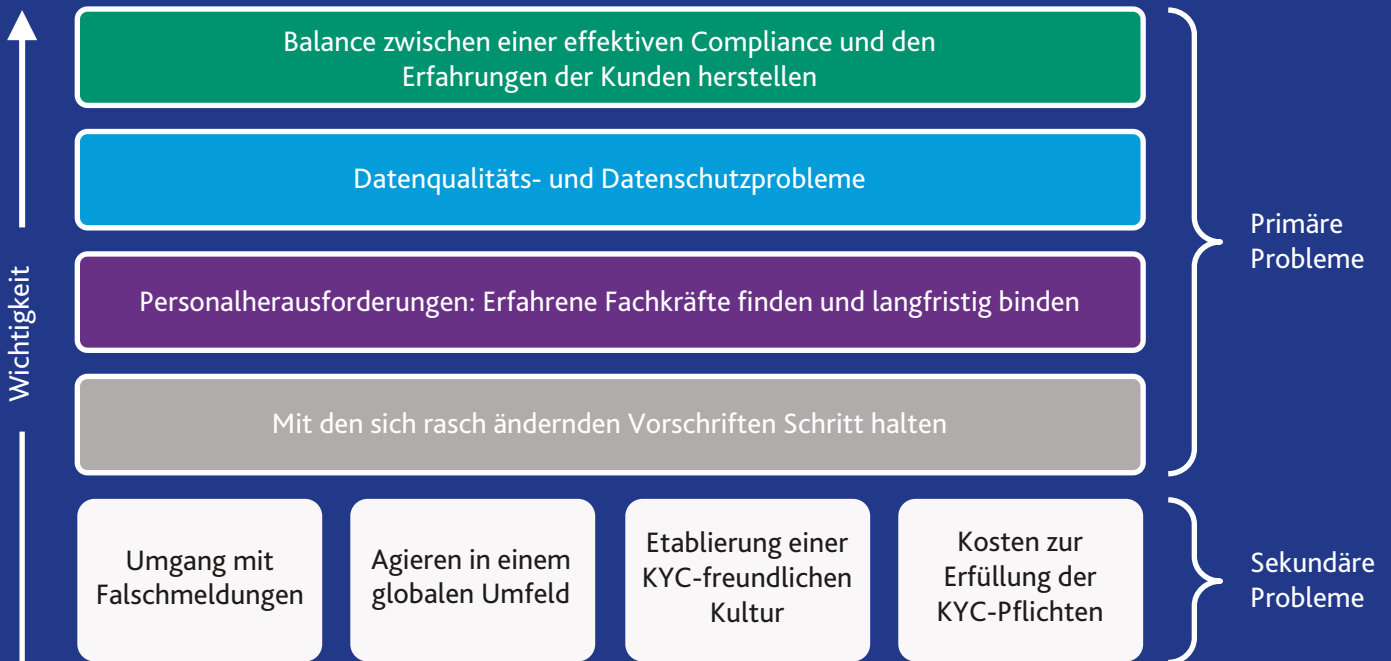 Balance zwischen einer effektiven Compliance und den
Erfahrungen der Kunden herstellen
Datenqualitäts- und Datenschutzprobleme
Personalherausforderungen: Erfahrene Fachkräfte finden und langfristig binden
Mit den sich rasch ändernden Vorschriften Schritt halten
Primäre
Probleme
Wichtigkeit
Umgang mit
Falschmeldungen
Agieren in einem
globalen Umfeld
Etablierung einer
KYC-freundlichen
Kultur
Kosten zur
Erfüllung der
KYC-Pflichten
Sekundäre
Probleme